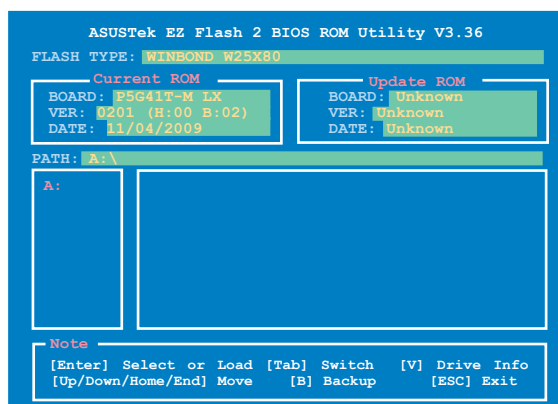 ASUSTek EZ Flash 2 BIOS ROM Utility V3.36
FLASH TYPE: WINBOND W25X80
Current ROM
BOARD: P5G41T-M LX
VER: 0201 (H:00 B:02)
DATE: 11/04/2009
Update ROM
BOARD: Unknown
VER: Unknown
DATE: Unknown
PATH: A:\
A:
Note
[Enter] Select or Load [Tab] Switch [V] Drive Info
[Up/Down/Home/End] Move [B] Backup [ESC] Exit